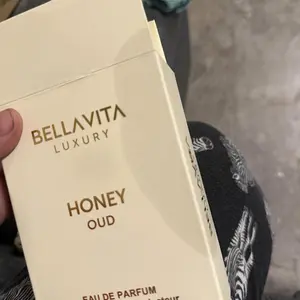 BELLAVITA
LUXURY
HONEY
OUD
EAU DE PARFUM